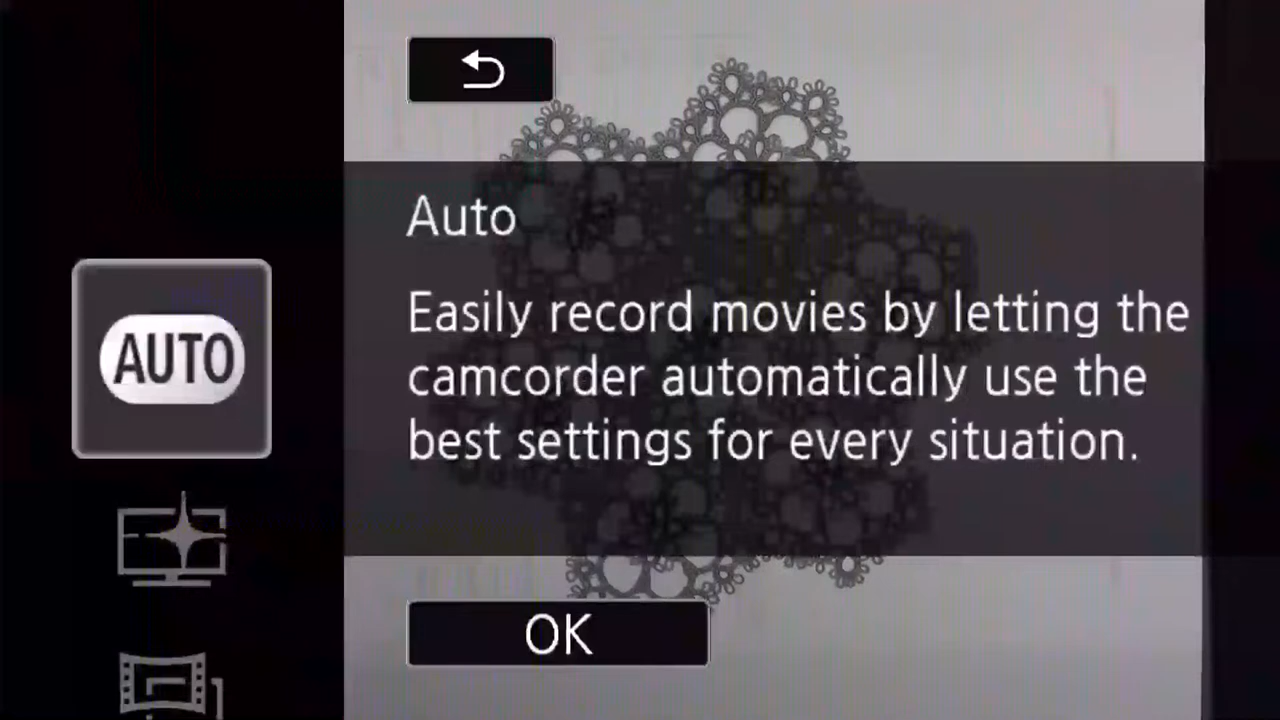 Auto
AUTO
Easily record movies by letting the
camcorder automatically use the
best settings for every situation.
OK